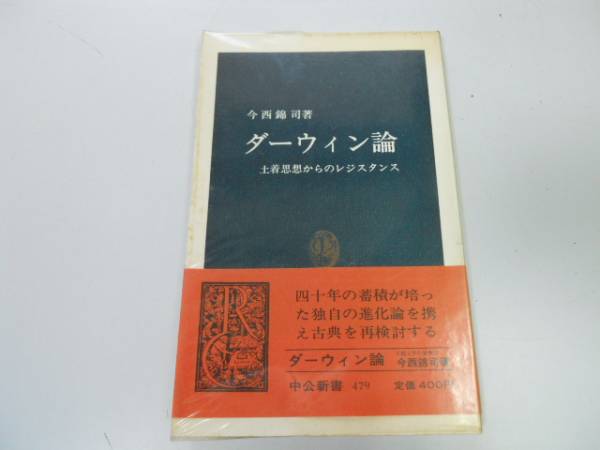 今西錦司著
ダーウィン論
土着思想からのレジスタンス
四十年の蓄積が培っ
た独自の進化論を携
え古典を再検討する
ダーウィン論
今西錦司著
中公新書 479 定価 400円
R
C